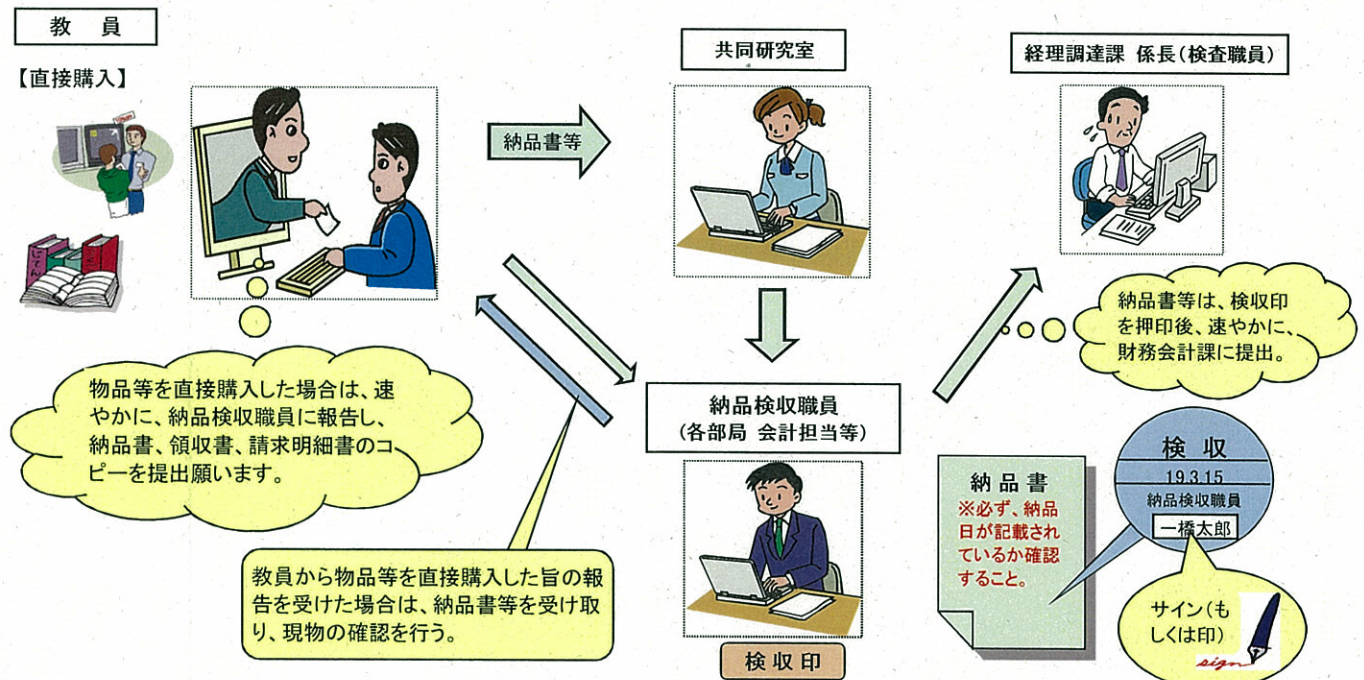 教　員
【直接購入】
納品書等
共同研究室
経理調達課 係長(検査職員)
物品等を直接購入した場合は、速
やかに、納品検収職員に報告し、
納品書、領収書、請求明細書のコ
ピーを提出願います。
納品書等は、検収印
を押印後、速やかに、
財務会計課に提出。
納品検収職員
(各部局 会計担当等)
教員から物品等を直接購入した旨の報
告を受けた場合は、納品書等を受け取
り、現物の確認を行う。
検収印
納品書
※必ず、納品
日が記載され
ているか確認
すること。
検 収
19.3.15
納品検収職員
一橋太郎
サイン(も
しくは印)
sign
じてん